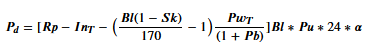 P_d = [Rp − In_T − (Bl(1 − Sk)/170 − 1) Pw_T/(1 + Pb)]Bl * Pu * 24 * α